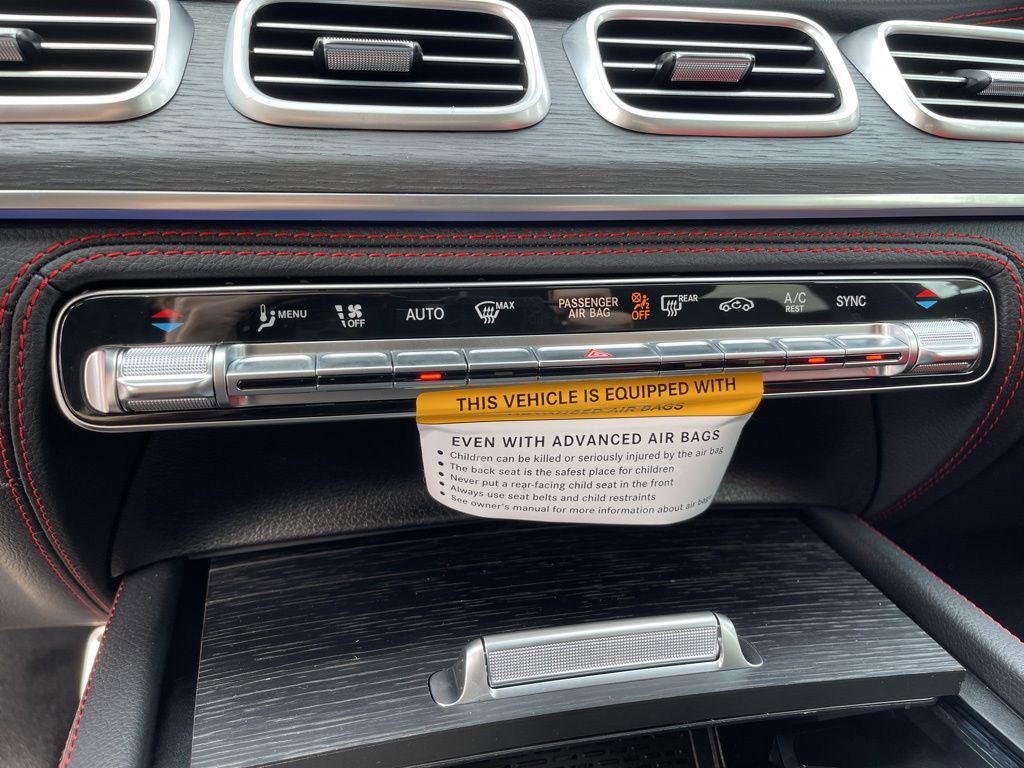 MENU
OFF
AUTO
MAX
PASSENGER
AIR BAG
OFF
REAR
A/C
REST
SYNC
THIS VEHICLE IS EQUIPPED WITH
ADVANCED AIR BAGS
EVEN WITH ADVANCED AIR BAGS
• Children can be killed or seriously injured by the air bag
• The back seat is the safest place for children
• Never put a rear-facing child seat in the front
• Always use seat belts and child restraints
• See owner's manual for more information about air bags